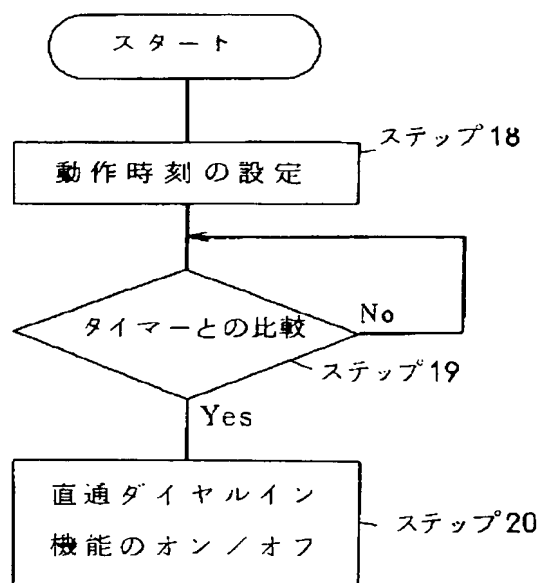 スタート
ステップ18
動作時刻の設定
タイマーとの比較
No
ステップ19
Yes
直通ダイヤルイン
機能のオン／オフ
ステップ20